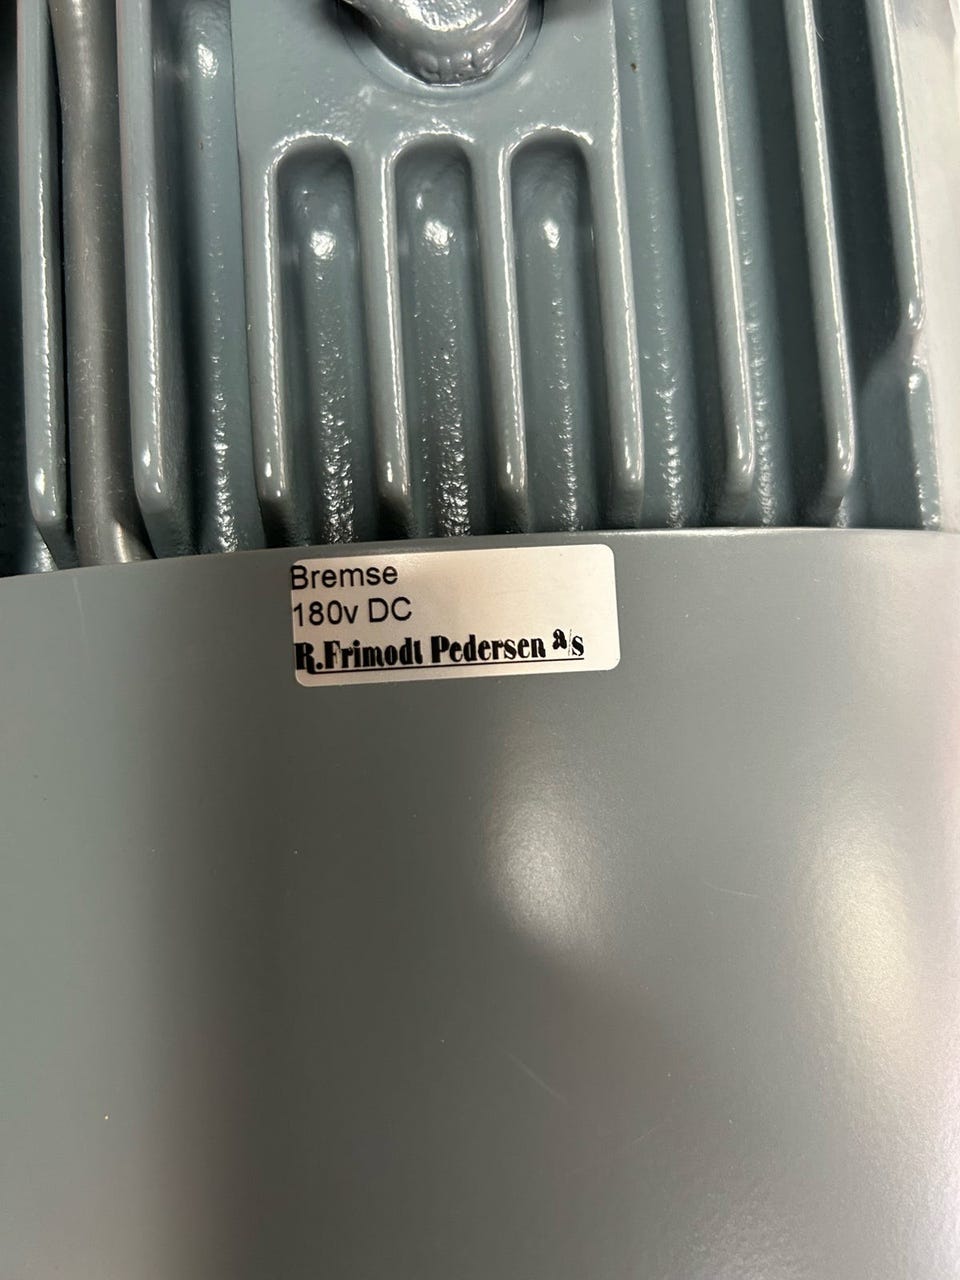 Bremse
180v DC
R.Frimodt Pedersen a/s